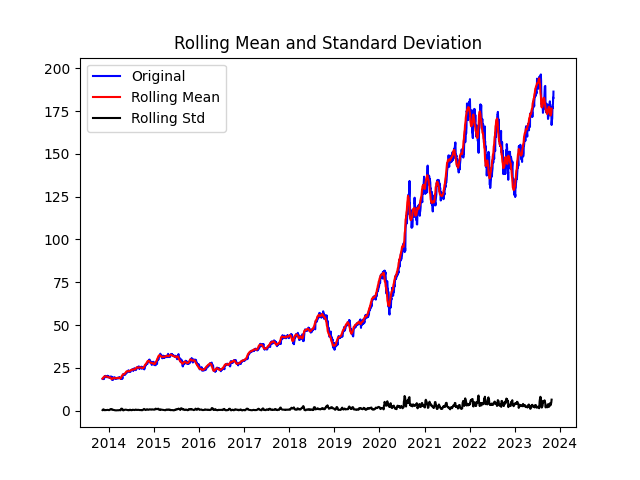 Rolling Mean and Standard Deviation
Original
Rolling Mean
Rolling Std
200
175
150
125
100
75
50
25
0
2014 2015 2016 2017 2018 2019 2020 2021 2022 2023 2024